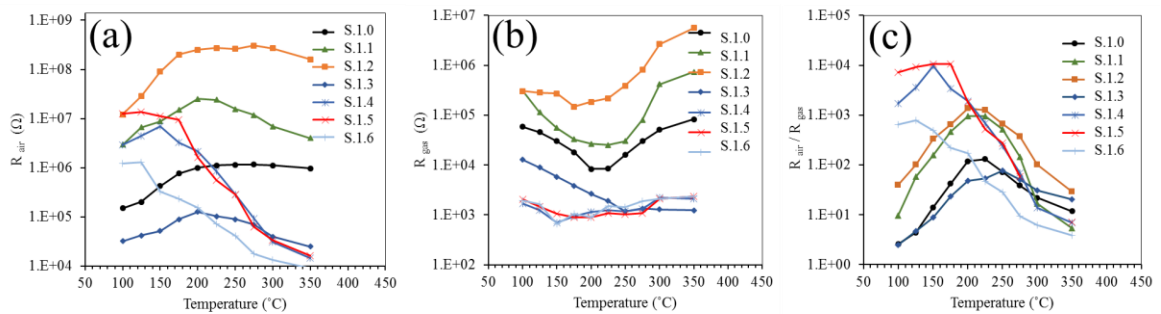 (a)
1.E+09
1.E+08
1.E+07
1.E+06
1.E+05
1.E+04
R air (Ω)
50 100 150 200 250 300 350 400 450
Temperature (˚C)
S.1.0
S.1.1
S.1.2
S.1.3
S.1.4
S.1.5
S.1.6
(b)
1.E+07
1.E+06
1.E+05
1.E+04
1.E+03
1.E+02
R gas (Ω)
50 100 150 200 250 300 350 400 450
Temperature (˚C)
S.1.0
S.1.1
S.1.2
S.1.3
S.1.4
S.1.5
S.1.6
(c)
1.E+05
1.E+04
1.E+03
1.E+02
1.E+01
1.E+00
R air / R gas
50 100 150 200 250 300 350 400 450
Temperature (˚C)
S.1.0
S.1.1
S.1.2
S.1.3
S.1.4
S.1.5
S.1.6